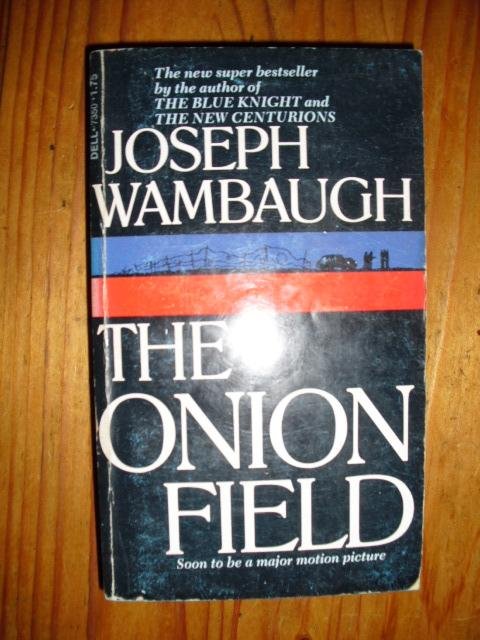 The new super bestseller
by the author of
THE BLUE KNIGHT and
THE NEW CENTURIONS
DELL · 7350 · 1.75
JOSEPH
WAMBAUGH
THE
ONION
FIELD
Soon to be a major motion picture